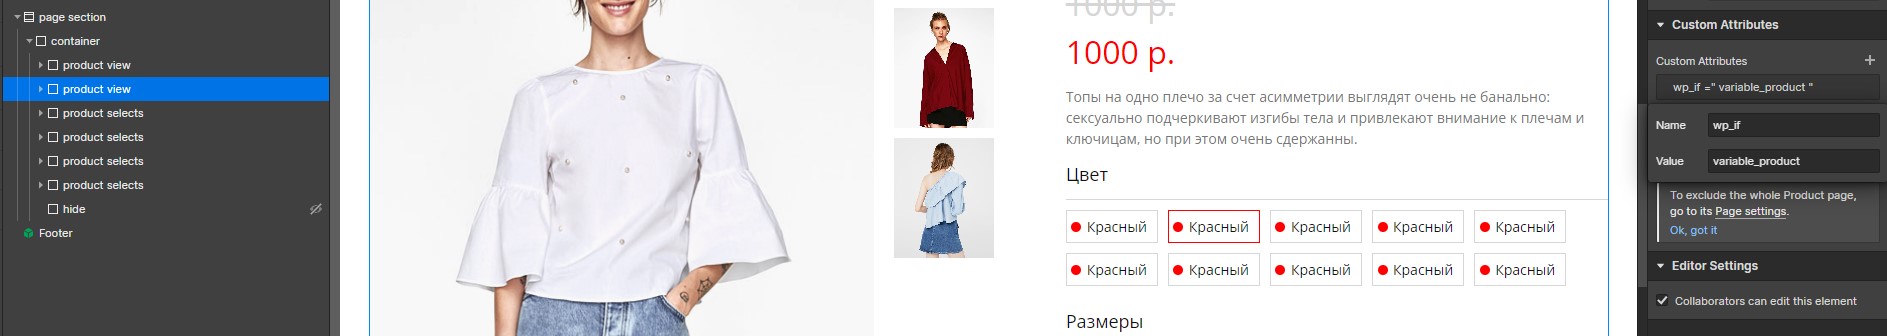 page section
container
product view
product view
product selects
product selects
product selects
product selects
hide
Footer
1000 р.
1000 р.
Топы на одно плечо за счет асимметрии выглядят очень не банально:
сексуально подчеркивают изгибы тела и привлекают внимание к плечам и
ключицам, но при этом очень сдержанны.
Цвет
Красный Красный Красный Красный Красный
Красный Красный Красный Красный Красный
Размеры
Custom Attributes
Custom Attributes +
wp_if =" variable_product "
Name wp_if
Value variable_product
To exclude the whole Product page,
go to its Page settings.
Ok, got it
Editor Settings
Collaborators can edit this element